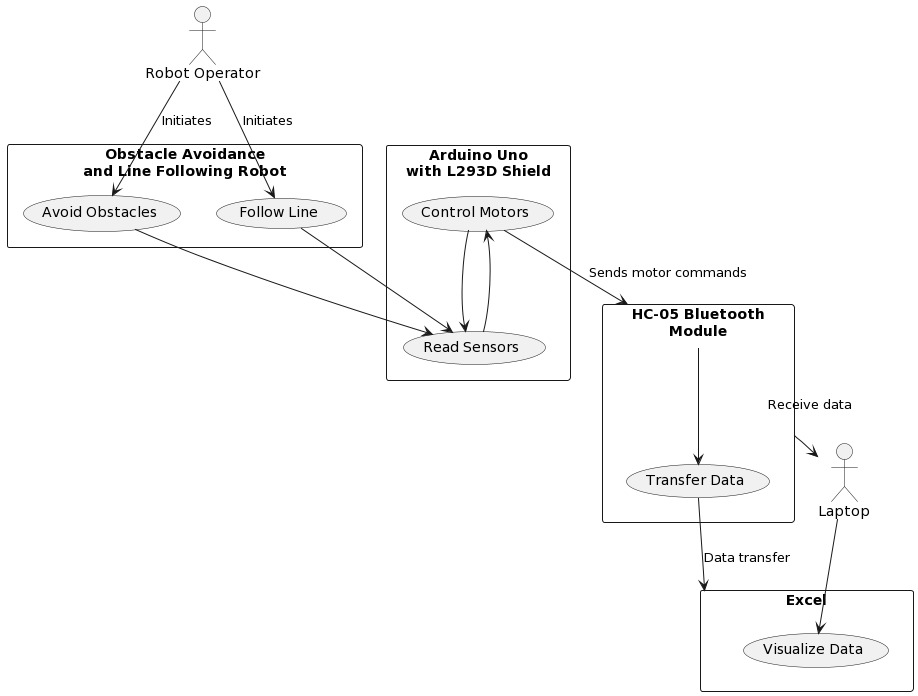 Robot Operator
Initiates
Initiates
Obstacle Avoidance
and Line Following Robot
Avoid Obstacles
Follow Line
Arduino Uno
with L293D Shield
Control Motors
Read Sensors
Sends motor commands
HC-05 Bluetooth
Module
Receive data
Transfer Data
Laptop
Data transfer
Excel
Visualize Data